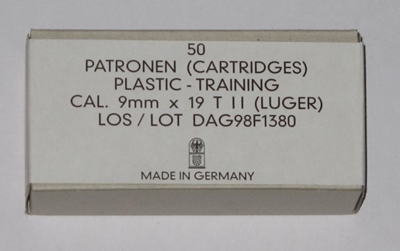 50
PATRONEN (CARTRIDGES)
PLASTIC - TRAINING
CAL. 9mm x 19 T II (LUGER)
LOS / LOT DAG98F1380
MADE IN GERMANY